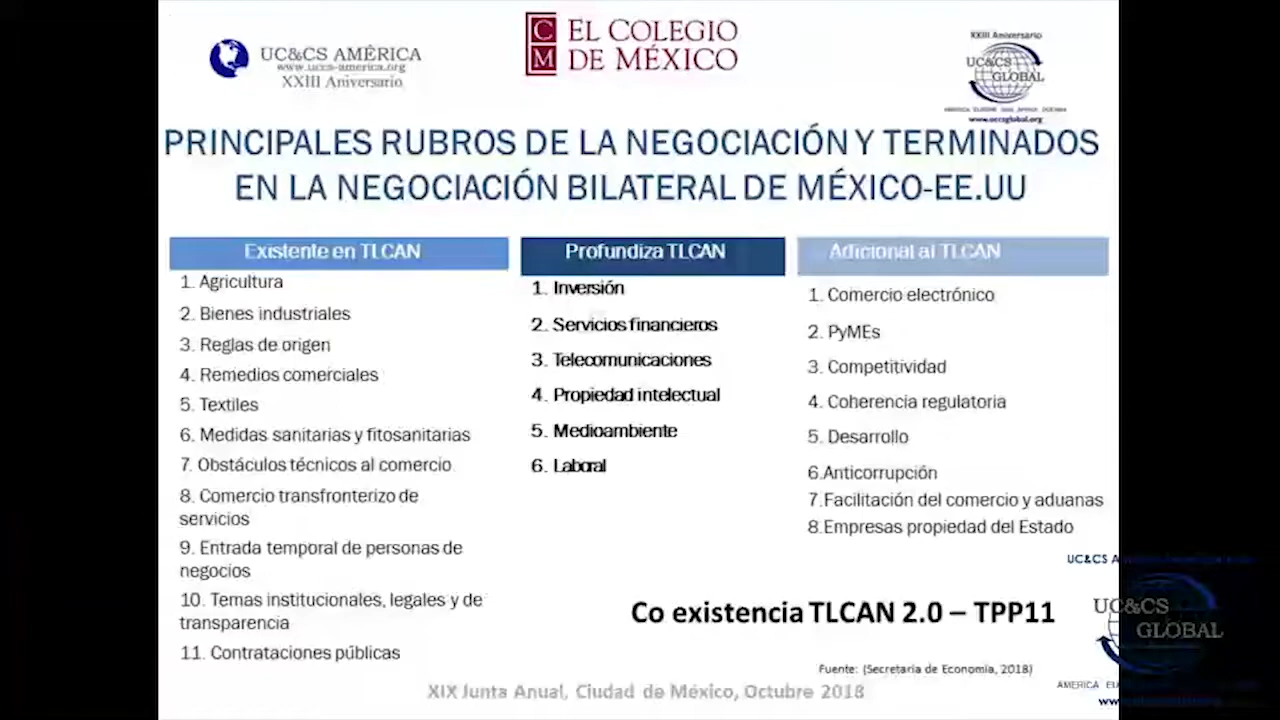 UC&CS AMÉRICA
www.uccs-america.org
XXIII Aniversario
C M
EL COLEGIO
DE MÉXICO
XXIII Aniversario
UC&CS
GLOBAL
www.uccsglobal.org
PRINCIPALES RUBROS DE LA NEGOCIACIÓN Y TERMINADOS
EN LA NEGOCIACIÓN BILATERAL DE MÉXICO-EE.UU
Existente en TLCAN
1. Agricultura
2. Bienes industriales
3. Reglas de origen
4. Remedios comerciales
5. Textiles
6. Medidas sanitarias y fitosanitarias
7. Obstáculos técnicos al comercio
8. Comercio transfronterizo de
servicios
9. Entrada temporal de personas de
negocios
10. Temas institucionales, legales y de
transparencia
11. Contrataciones públicas
Profundiza TLCAN
1. Inversión
2. Servicios financieros
3. Telecomunicaciones
4. Propiedad intelectual
5. Medioambiente
6. Laboral
Adicional al TLCAN
1. Comercio electrónico
2. PyMEs
3. Competitividad
4. Coherencia regulatoria
5. Desarrollo
6.Anticorrupción
7.Facilitación del comercio y aduanas
8.Empresas propiedad del Estado
Co existencia TLCAN 2.0 – TPP11
Fuente: (Secretaria de Economía, 2018)
XIX Junta Anual, Ciudad de México, Octubre 2018
UC&CS
UC&CS
GLOBAL
AMERICA